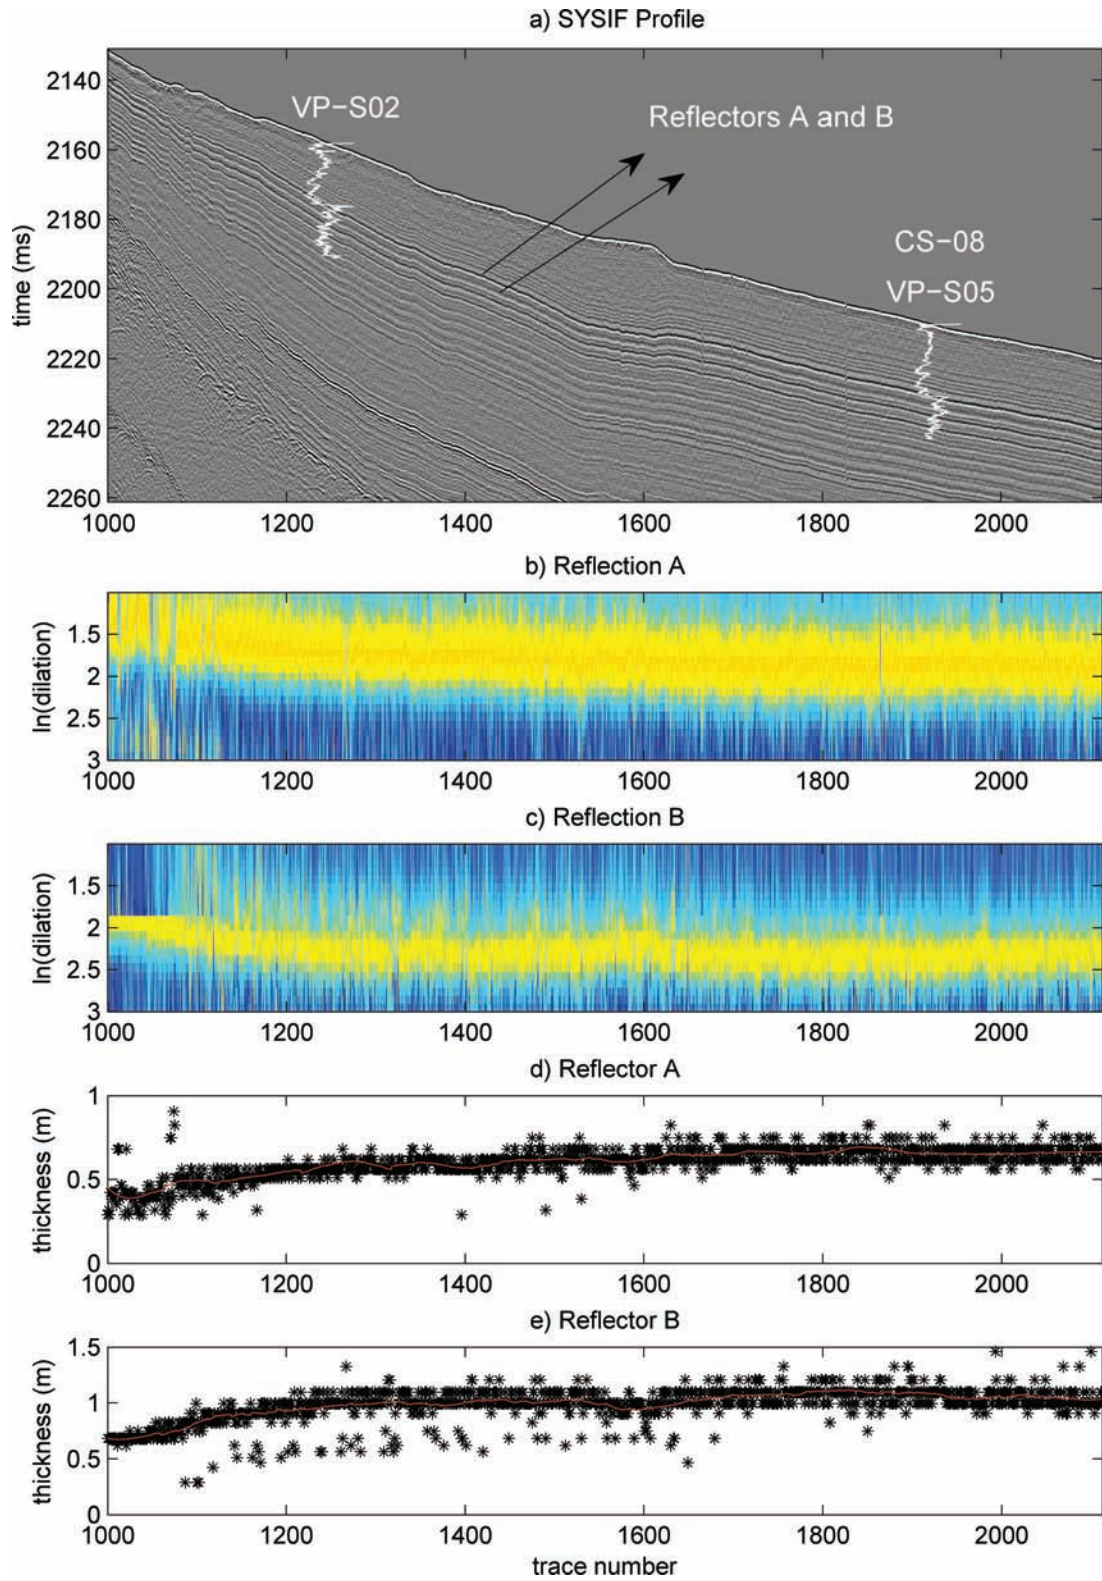 a) SYSIF Profile
2140
2160
2180
2200
2220
2240
2260
time (ms)
VP-S02
Reflectors A and B
CS-08
VP-S05
1000 1200 1400 1600 1800 2000
b) Reflection A
1.5
2
2.5
3
ln(dilation)
1000 1200 1400 1600 1800 2000
c) Reflection B
1.5
2
2.5
3
ln(dilation)
1000 1200 1400 1600 1800 2000
d) Reflector A
1
0.5
0
thickness (m)
1000 1200 1400 1600 1800 2000
e) Reflector B
1.5
1
0.5
0
thickness (m)
1000 1200 1400 1600 1800 2000
trace number